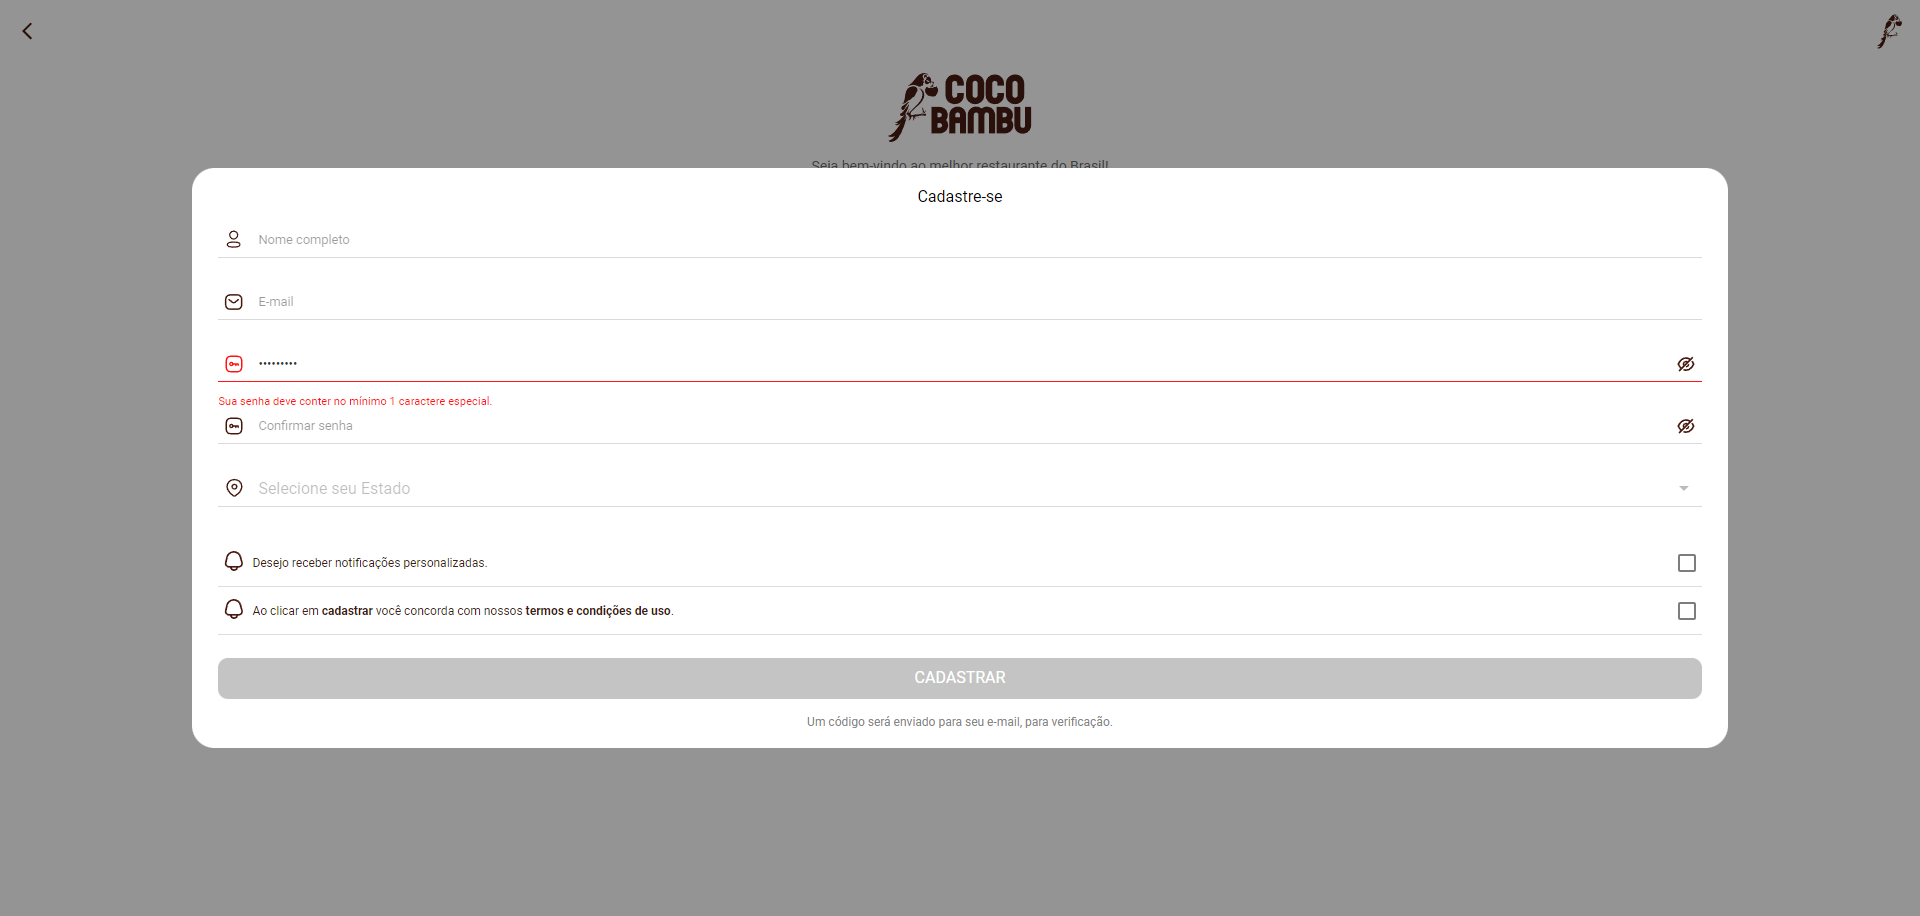 COCO
BAMBU
Seja bem-vindo ao melhor restaurante do Brasil!
Cadastre-se
Nome completo
E-mail
•••••••••
Sua senha deve conter no mínimo 1 caractere especial.
Confirmar senha
Selecione seu Estado
Desejo receber notificações personalizadas.
Ao clicar em cadastrar você concorda com nossos termos e condições de uso.
CADASTRAR
Um código será enviado para seu e-mail, para verificação.